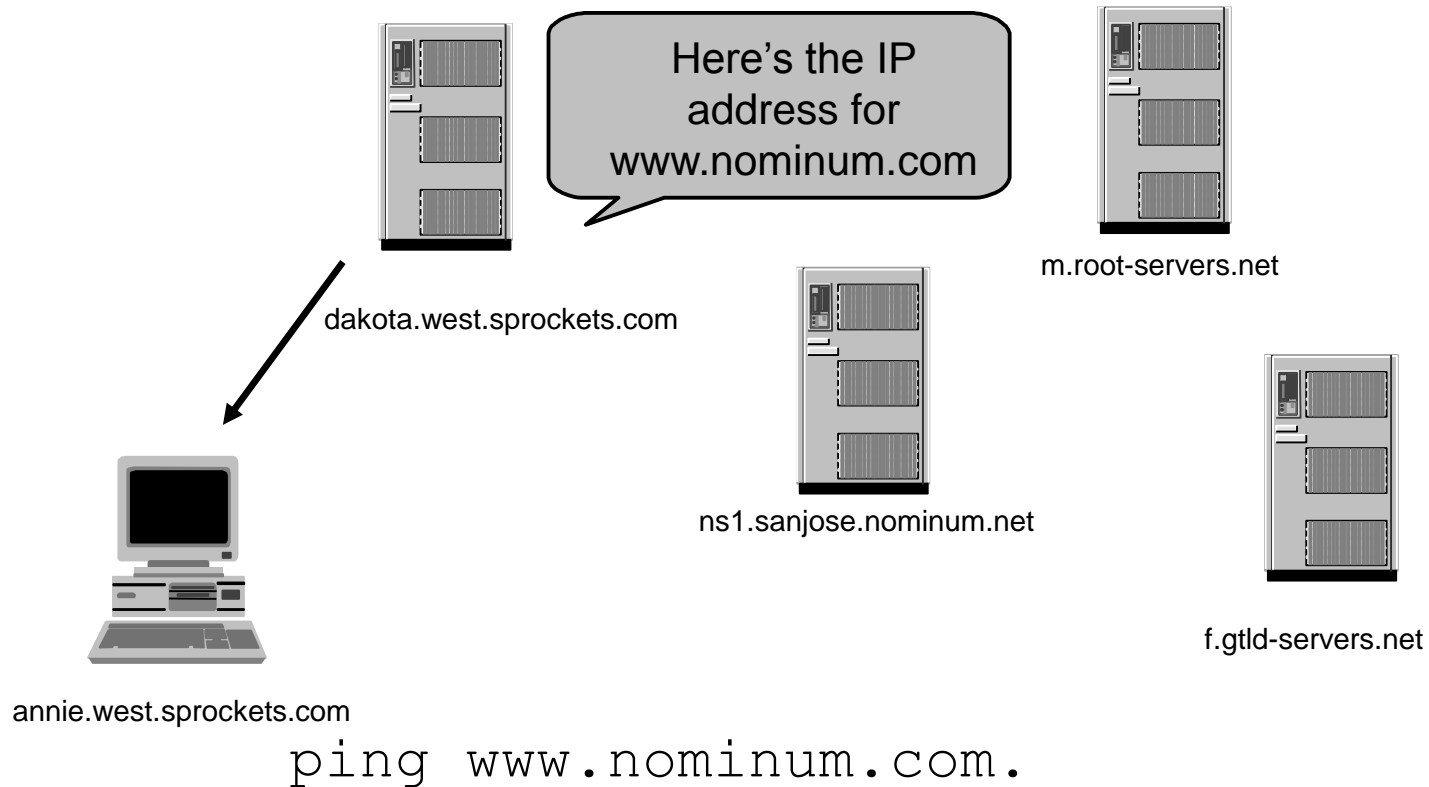 Here’s the IP
address for
www.nominum.com
m.root-servers.net
dakota.west.sprockets.com
ns1.sanjose.nominum.net
f.gtld-servers.net
annie.west.sprockets.com
ping www.nominum.com.